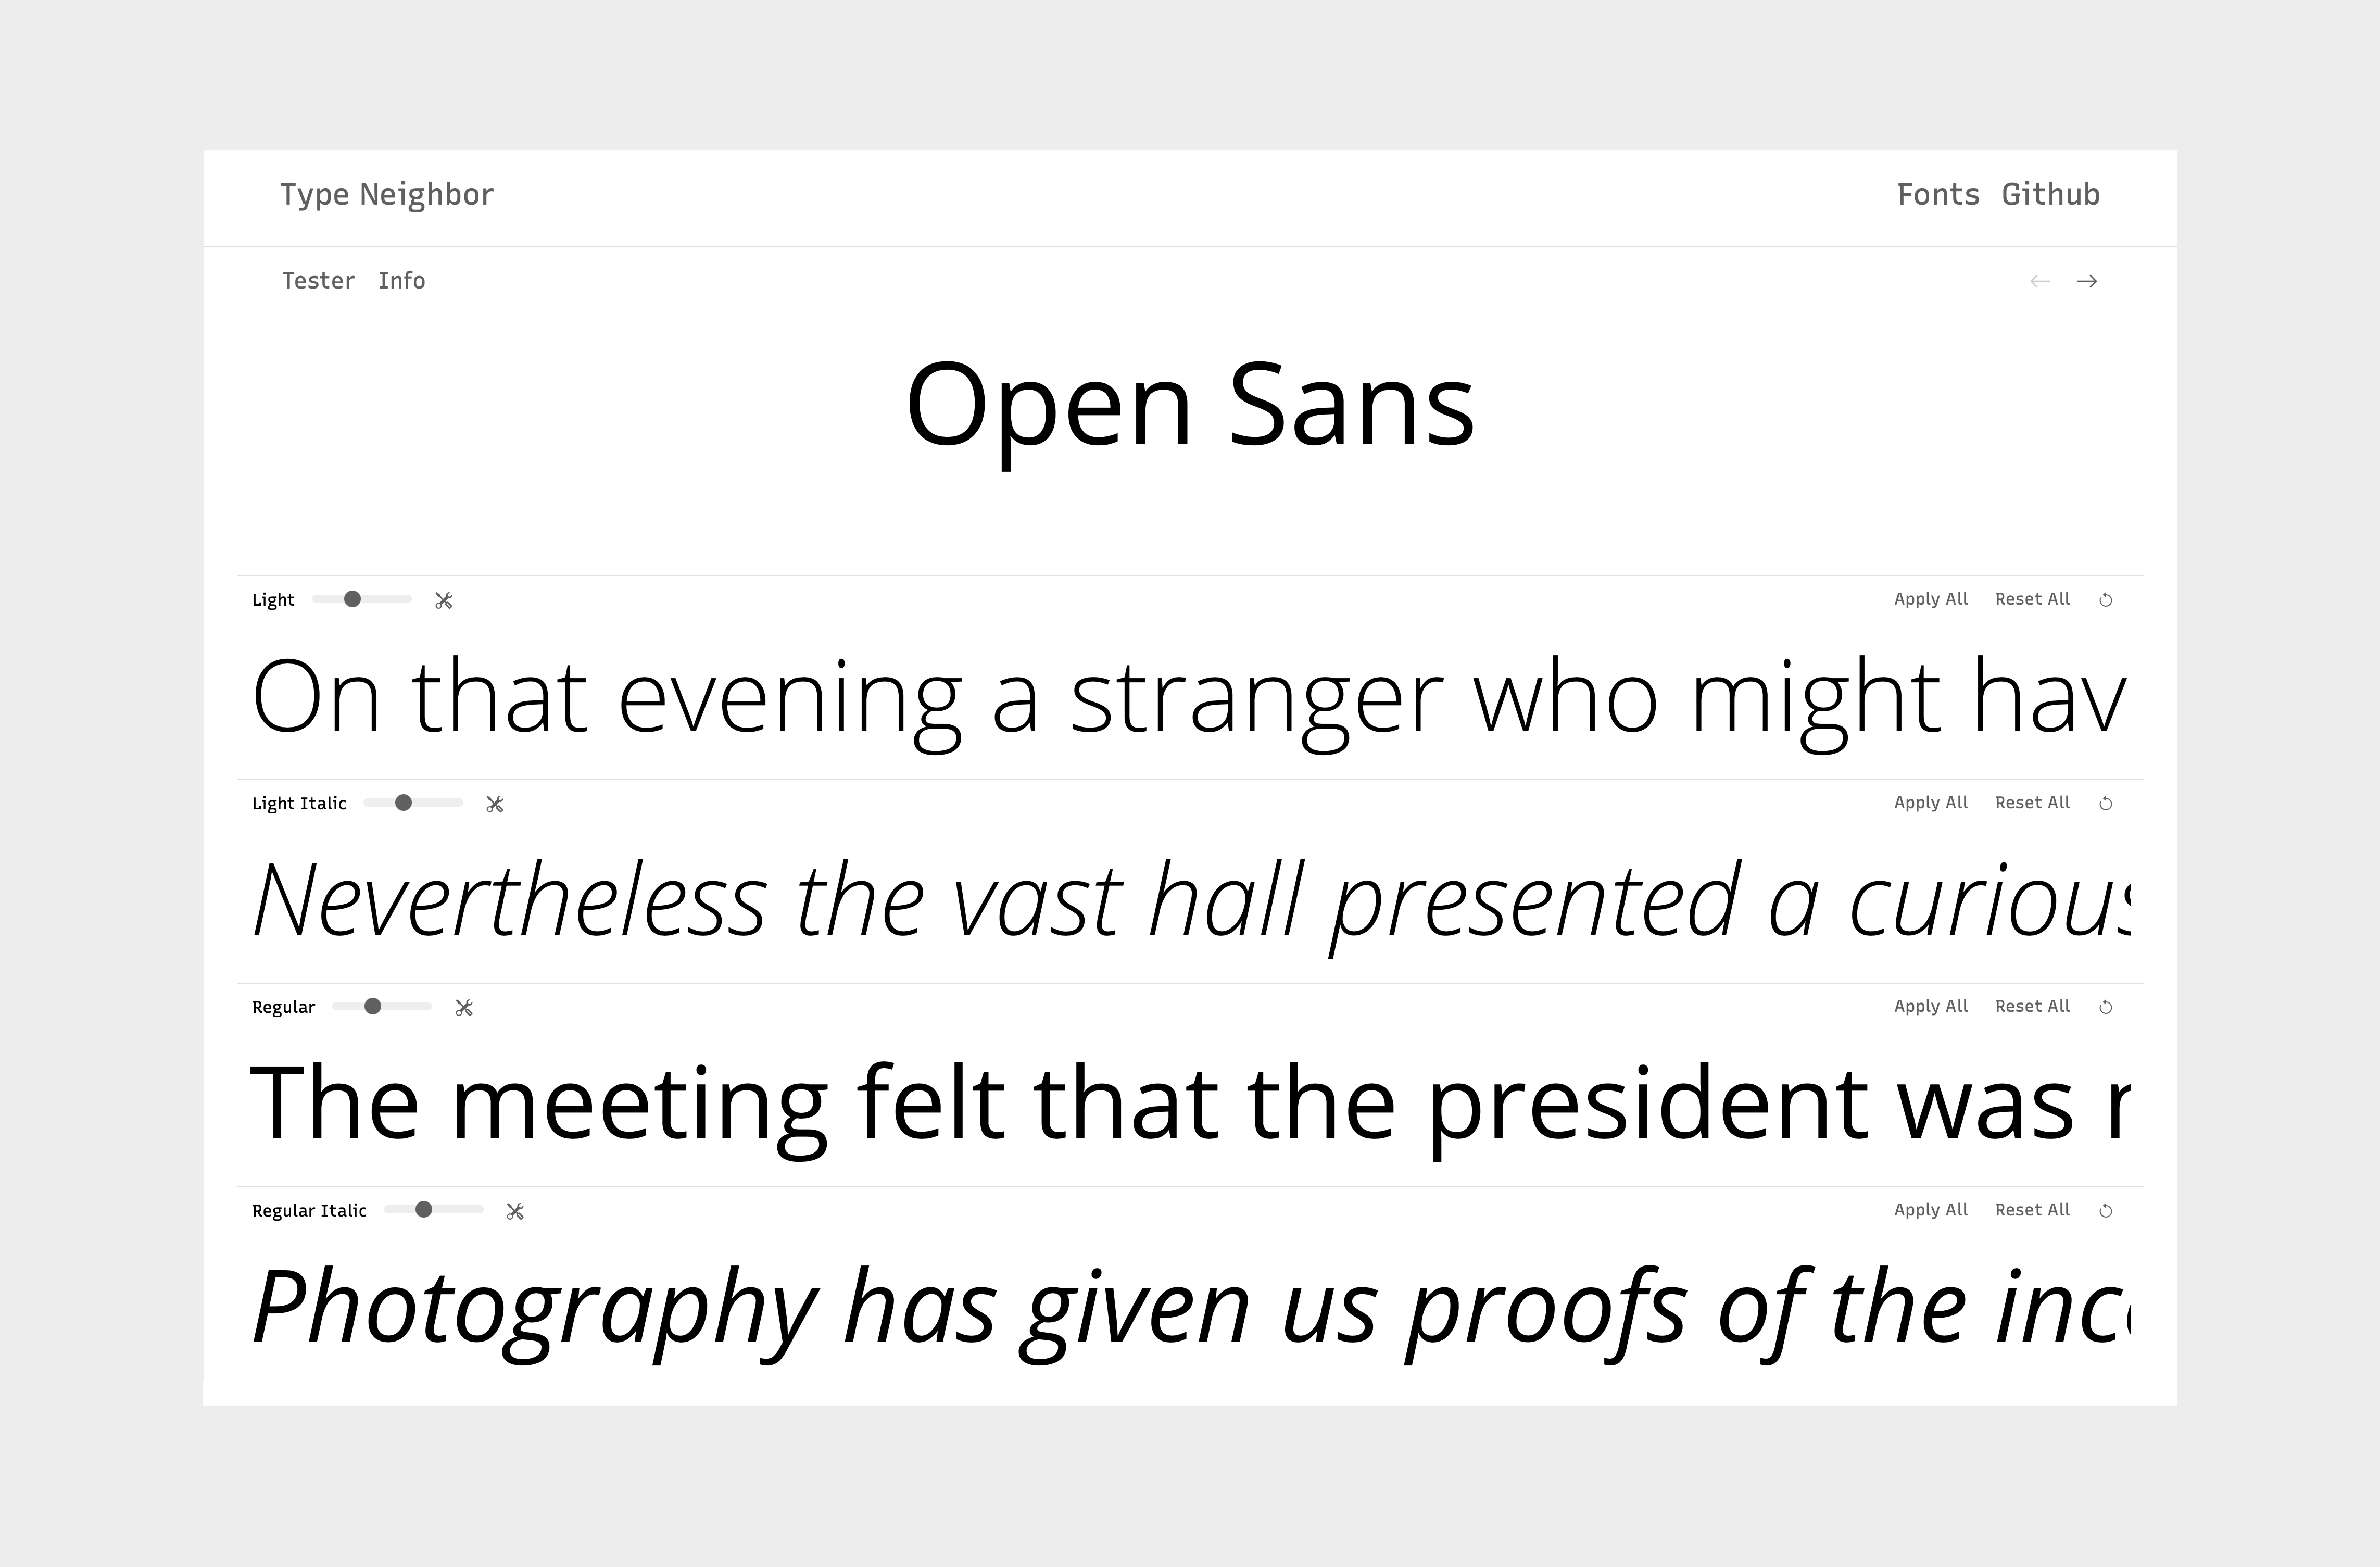 Type Neighbor Fonts Github
Tester Info
Open Sans
Light Apply All Reset All
On that evening a stranger who might hav
Light Italic Apply All Reset All
Nevertheless the vast hall presented a curious
Regular Apply All Reset All
The meeting felt that the president was
Regular Italic Apply All Reset All
Photography has given us proofs of the inc